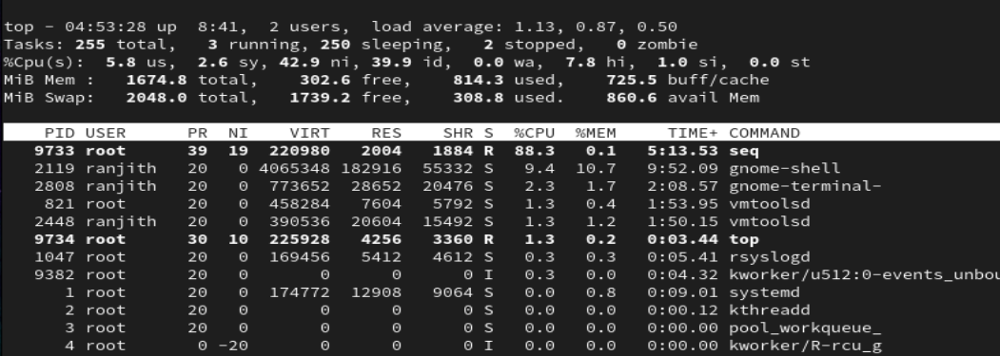 top - 04:53:28 up  8:41,  2 users,  load average: 1.13, 0.87, 0.50
Tasks: 255 total,   3 running, 250 sleeping,   2 stopped,   0 zombie
%Cpu(s):  5.8 us,  2.6 sy, 42.9 ni, 39.9 id,  0.0 wa,  7.8 hi,  1.0 si,  0.0 st
MiB Mem :   1674.8 total,    302.6 free,    814.3 used,    725.5 buff/cache
MiB Swap:   2048.0 total,   1739.2 free,    308.8 used.    860.6 avail Mem
PID USER PR NI VIRT RES SHR S %CPU %MEM TIME+ COMMAND
9733 root 39 19 220980 2004 1884 R 88.3 0.1 5:13.53 seq
2119 ranjith 20 0 4065348 182916 55332 S 9.4 10.7 9:52.09 gnome-shell
2808 ranjith 20 0 773652 28652 20476 S 2.3 1.7 2:08.57 gnome-terminal-
821 root 20 0 458284 7604 5792 S 1.3 0.4 1:53.95 vmtoolsd
2448 ranjith 20 0 390536 20604 15492 S 1.3 1.2 1:50.15 vmtoolsd
9734 root 30 10 225928 4256 3360 R 1.3 0.2 0:03.44 top
1047 root 20 0 169456 5412 4612 S 0.3 0.3 0:05.41 rsyslogd
9382 root 20 0 0 0 0 I 0.3 0.0 0:04.32 kworker/u512:0-events_unbou
1 root 20 0 174772 12908 9064 S 0.0 0.8 0:09.01 systemd
2 root 20 0 0 0 0 S 0.0 0.0 0:00.12 kthreadd
3 root 20 0 0 0 0 S 0.0 0.0 0:00.00 pool_workqueue_
4 root 0 -20 0 0 0 I 0.0 0.0 0:00.00 kworker/R-rcu_g